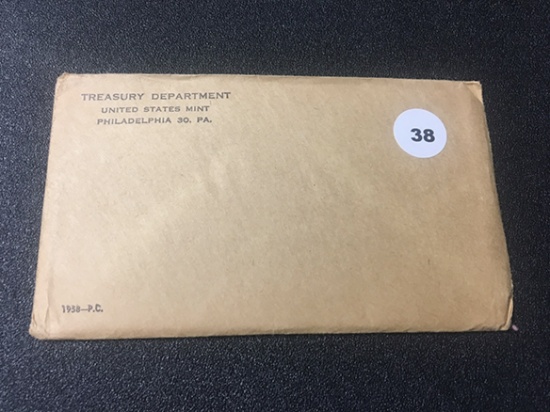 TREASURY DEPARTMENT
UNITED STATES MINT
PHILADELPHIA 30, PA.
38
1958—P.C.